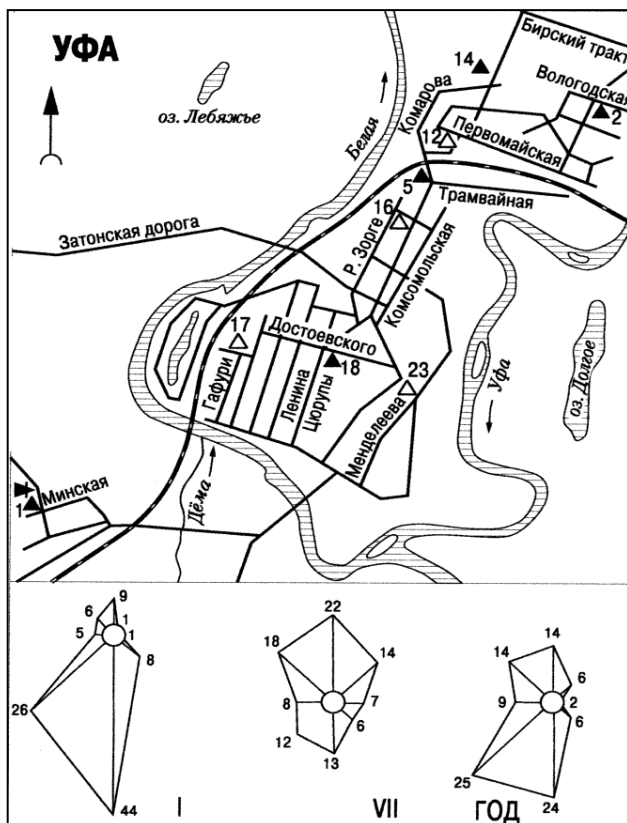 УФА
Бирский тракт
14
Вологодская
2
оз. Лебяжье
Комарова
12
Белая
Первомайская
5
Трамвайная
16
Затонская дорога
Р. Зорге
Комсомольская
17
Достоевского
18
Гафури
Ленина
Цюрупы
23
Менделеева
Уфа
оз. Долгое
1
Минская
Дёма
9
6
1
5
1
8
26
44
I
22
18
14
8
7
6
12
13
VII
14
14
6
9
2
6
25
24
ГОД